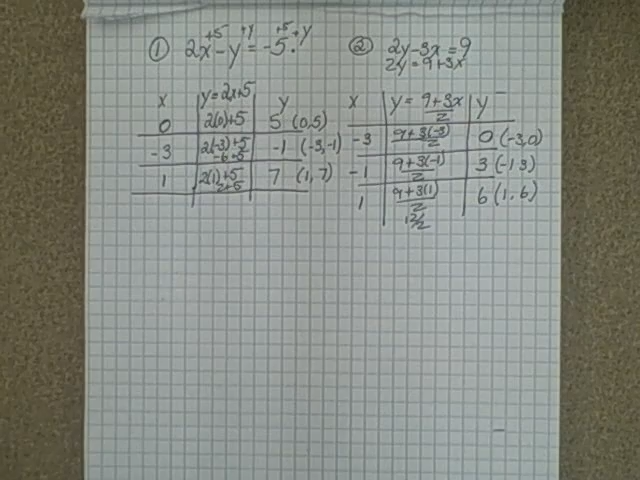 +5 +y +5 +y
① 2x - y = -5.
x | y = 2x+5 | y
0 | 2(0)+5 | 5 (0,5)
-3 | 2(-3)+5 | -1 (-3,-1)
-6+5
1 | 2(1)+5 | 7 (1,7)
2+5
② 2y-3x=9
2y=9+3x
x | y = 9+3x | y
2
-3 | 9+3(-3) | 0 (-3,0)
2
-1 | 9+3(-1) | 3 (-1 3)
2
1 | 9+3(1) | 6 (1,6)
2
12/2